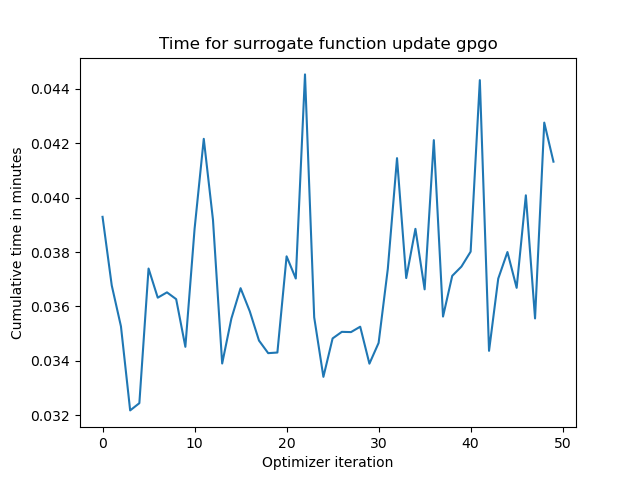 Time for surrogate function update gpgo
Cumulative time in minutes
0.044
0.042
0.040
0.038
0.036
0.034
0.032
0 10 20 30 40 50
Optimizer iteration